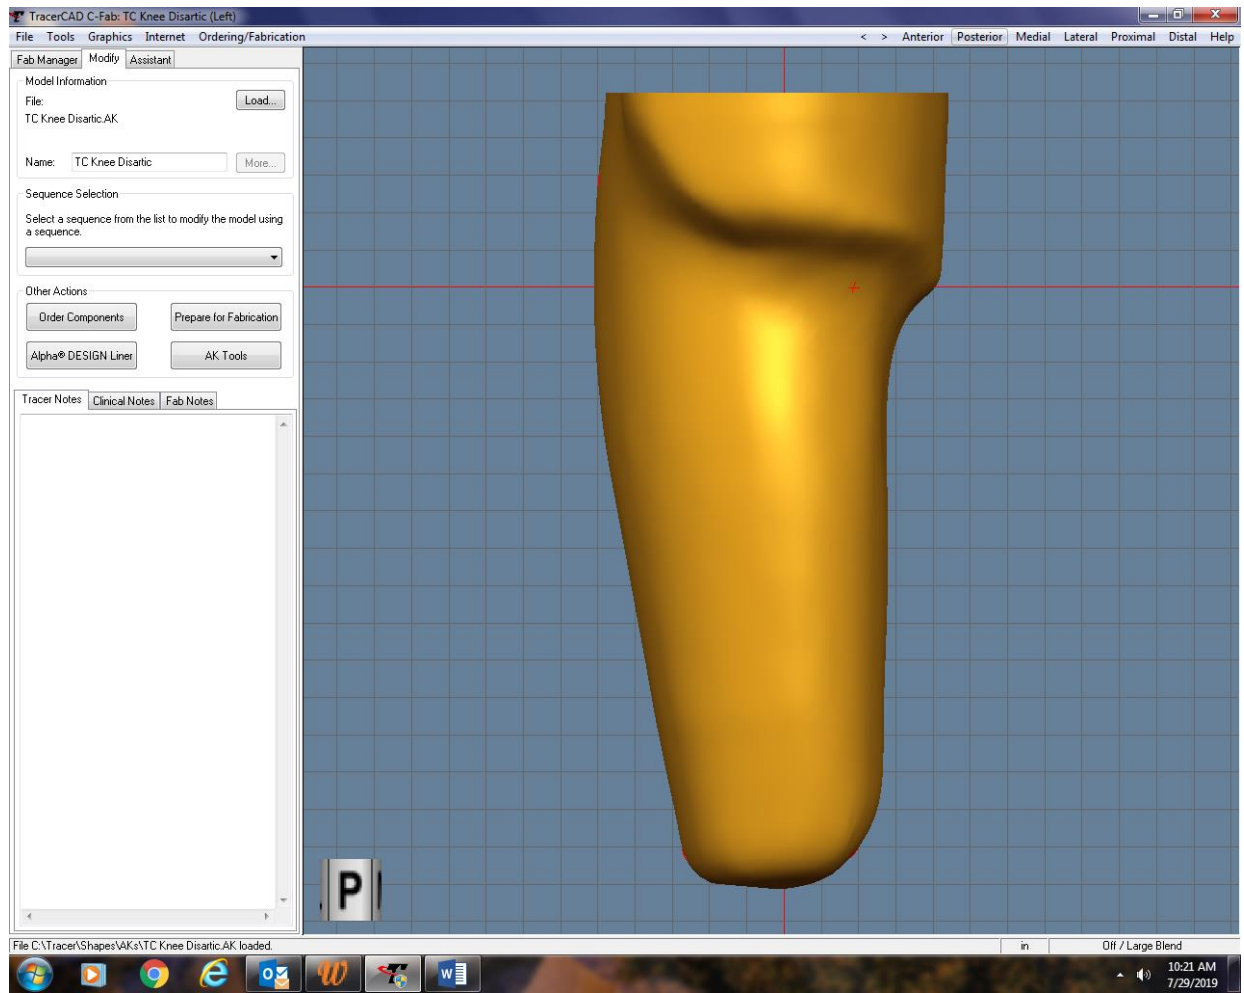 TracerCAD C-Fab: TC Knee Disartic (Left)
File Tools Graphics Internet Ordering/Fabrication < > Anterior Posterior Medial Lateral Proximal Distal Help
Fab Manager Modify Assistant
Model Information
File: Load...
TC Knee Disartic.AK
Name: TC Knee Disartic More...
Sequence Selection
Select a sequence from the list to modify the model using
a sequence.
Other Actions
Order Components Prepare for Fabrication
Alpha® DESIGN Liner AK Tools
Tracer Notes Clinical Notes Fab Notes
P
File C:\Tracer\Shapes\AKs\TC Knee Disartic.AK loaded. in Off / Large Blend
10:21 AM
7/29/2019